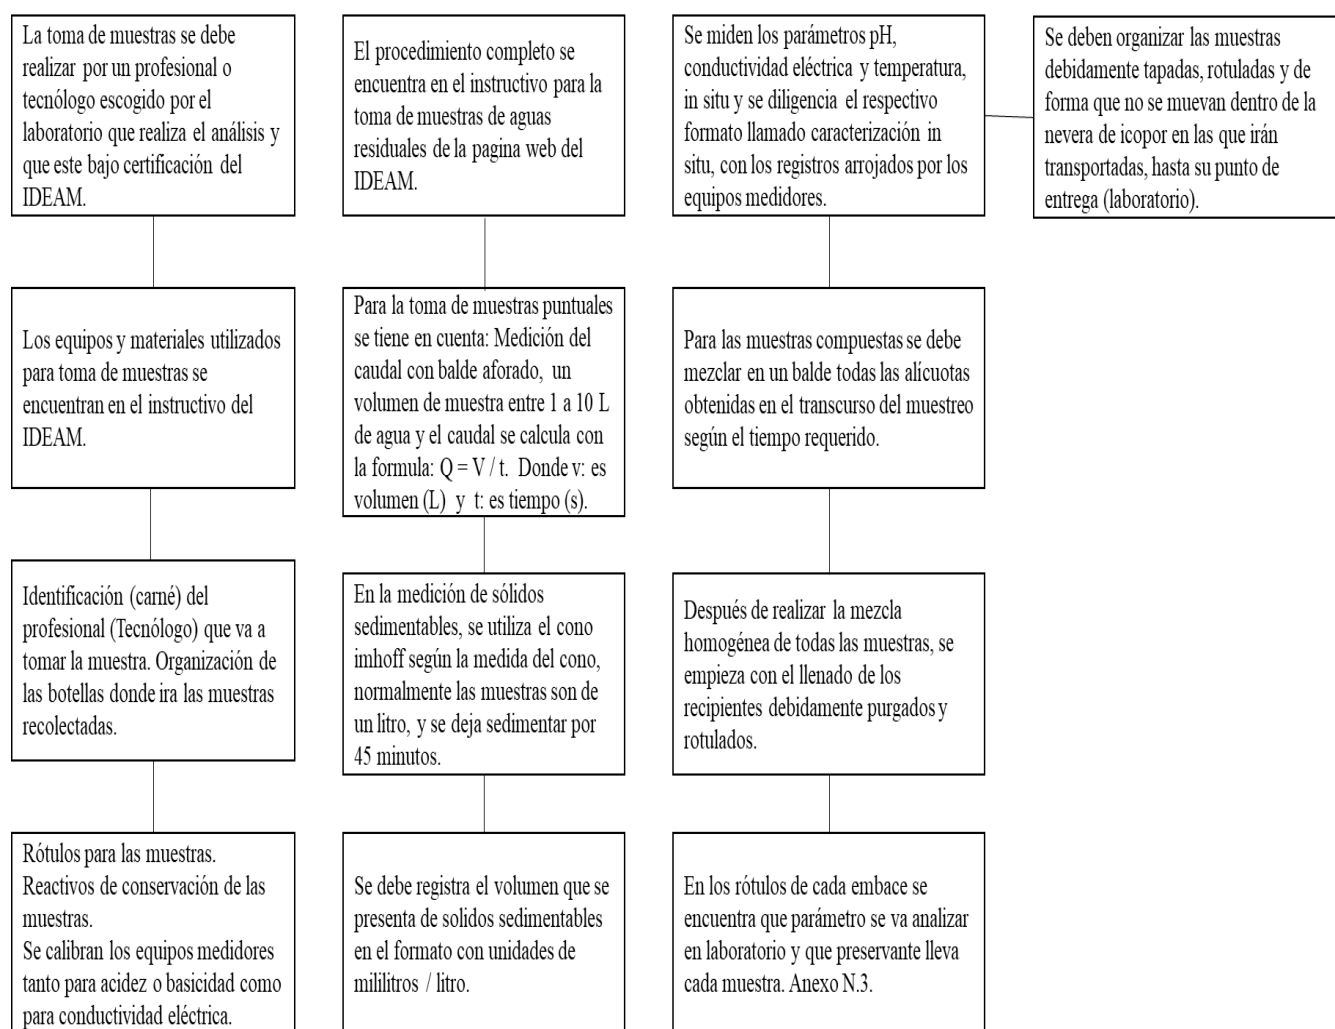 La toma de muestras se debe
realizar por un profesional o
tecnólogo escogido por el
laboratorio que realiza el análisis y
que este bajo certificación del
IDEAM.
Los equipos y materiales utilizados
para toma de muestras se
encuentran en el instructivo del
IDEAM.
Identificación (carné) del
profesional (Tecnólogo) que va a
tomar la muestra. Organización de
las botellas donde ira las muestras
recolectadas.
Rótulos para las muestras.
Reactivos de conservación de las
muestras.
Se calibran los equipos medidores
tanto para acidez o basicidad como
para conductividad eléctrica.
El procedimiento completo se
encuentra en el instructivo para la
toma de muestras de aguas
residuales de la pagina web del
IDEAM.
Para la toma de muestras puntuales
se tiene en cuenta: Medición del
caudal con balde aforado, un
volumen de muestra entre 1 a 10 L
de agua y el caudal se calcula con
la formula: Q = V / t. Donde v: es
volumen (L) y t: es tiempo (s).
En la medición de sólidos
sedimentables, se utiliza el cono
imhoff según la medida del cono,
normalmente las muestras son de
un litro, y se deja sedimentar por
45 minutos.
Se debe registra el volumen que se
presenta de solidos sedimentables
en el formato con unidades de
mililitros / litro.
Se miden los parámetros pH,
conductividad eléctrica y temperatura,
in situ y se diligencia el respectivo
formato llamado caracterización in
situ, con los registros arrojados por los
equipos medidores.
Para las muestras compuestas se debe
mezclar en un balde todas las alícuotas
obtenidas en el transcurso del muestreo
según el tiempo requerido.
Después de realizar la mezcla
homogénea de todas las muestras, se
empieza con el llenado de los
recipientes debidamente purgados y
rotulados.
En los rótulos de cada embace se
encuentra que parámetro se va analizar
en laboratorio y que preservante lleva
cada muestra. Anexo N.3.
Se deben organizar las muestras
debidamente tapadas, rotuladas y de
forma que no se muevan dentro de la
nevera de icopor en las que irán
transportadas, hasta su punto de
entrega (laboratorio).